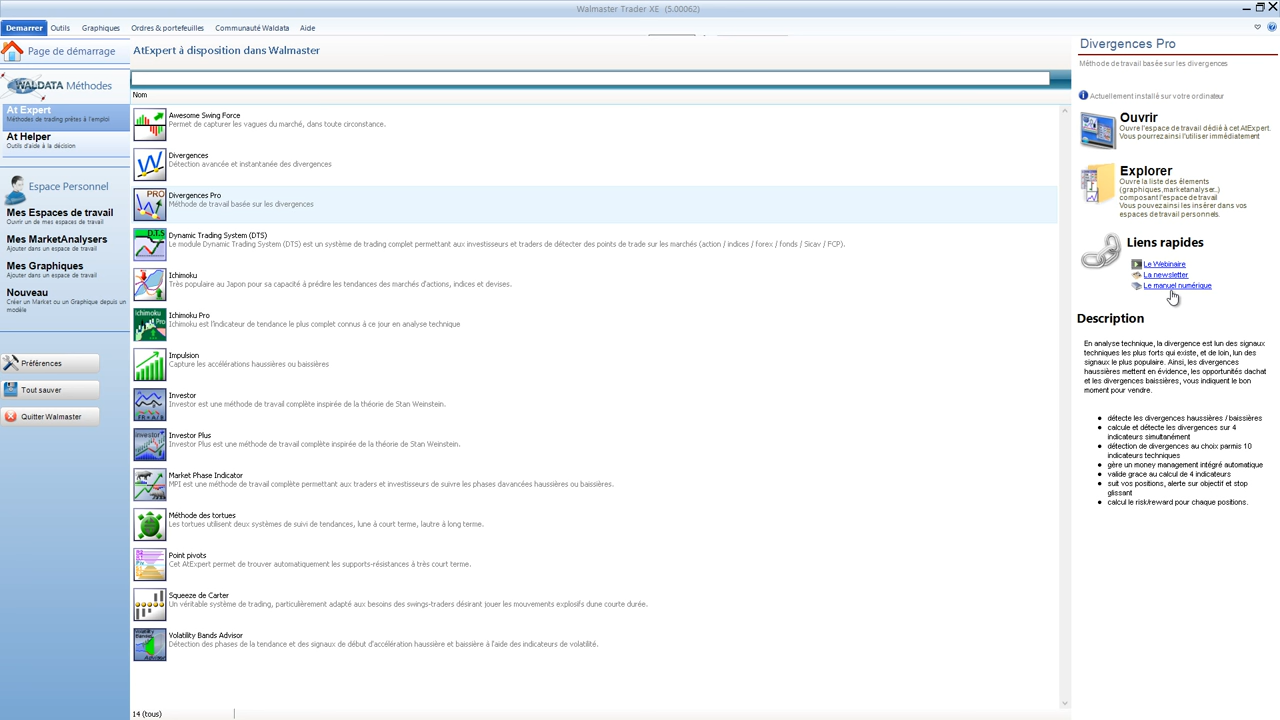 Walmaster Trader XE (5.00062)
Demarrer Outils Graphiques Ordres & portefeuilles Communauté Walmaster Aide
Page de démarrage
WALDATA Méthodes
At Expert
Méthodes de trading prêtes à l'emploi
At Helper
Outils d'aide à la décision
Espace Personnel
Mes Espaces de travail
Ouvrir un de mes espaces de travail
Mes MarketAnalysers
Ajouter dans un espace de travail
Mes Graphiques
Ajouter dans un espace de travail
Nouveau
Créer un Market ou un Graphique depuis un
modèle
Préférences
Tout sauver
Quitter Walmaster
AtExpert à disposition dans Walmaster
Nom
Awesome Swing Force
Permet de capturer les vagues du marché, dans toute circonstance.
Divergences
Détection avancée et instantanée des divergences
PRO
Divergences Pro
Méthode de travail basée sur les divergences
D.T.S
Dynamic Trading System (DTS)
Le module Dynamic Trading System (DTS) est un système de trading complet permettant aux investisseurs et traders de détecter des points de trade sur les marchés (action / indices / forex / fonds / Sicav / FCP).
Ichimoku
Très populaire au Japon pour sa capacité à prédire les tendances des marchés d'actions, indices et devises.
Ichimoku
Pro
Ichimoku Pro
Ichimoku est l'indicateur de tendance le plus complet connus à ce jour en analyse technique
Impulsion
Capture les accélérations haussières ou baissières
Investor
Investor est une méthode de travail complète inspirée de la théorie de Stan Weinstein.
Investor Plus
Investor Plus est une méthode de travail complète inspirée de la théorie de Stan Weinstein.
Market Phase Indicator
MPI est une méthode de travail complète permettant aux traders et investisseurs de suivre les phases davancées haussières ou baissières.
Méthode des tortues
Les tortues utilisent deux systèmes de suivi de tendances, lune à court terme, lautre à long terme.
Point pivots
Cet AtExpert permet de trouver automatiquement les supports-résistances à très court terme.
Squeeze de Carter
Un véritable système de trading, particulièrement adapté aux besoins des swings-traders désirant jouer les mouvements explosifs dune courte durée.
Volatility Bands Advisor
Détection des phases de la tendance et des signaux de début d'accélération haussière et baissière à l'aide des indicateurs de volatilité.
14 (tous)
Divergences Pro
Méthode de travail basée sur les divergences
Actuellement installé sur votre ordinateur
Ouvrir
Ouvre l'espace de travail dédié à cet AtExpert.
Vous pourrez ainsi l'utiliser immédiatement
Explorer
Ouvre la liste des élements
(graphiques,marketanalyser..)
composant l'espace de travail
Vous pouvez ainsi les insérer dans vos
espaces de travail personnels.
Liens rapides
Le Webinaire
La newsletter
Le manuel numérique
Description
En analyse technique, la divergence est lun des signaux
techniques les plus forts qui existe, et de loin, lun des
signaux le plus populaire. Ainsi, les divergences
haussières mettent en évidence, les opportunités dachat
et les divergences baissières, vous indiquent le bon
moment pour vendre.
détecte les divergences haussières / baissières
calcule et détecte les divergences sur 4
indicateurs simultanément
détection de divergences au choix parmis 10
indicateurs techniques
gère un money management intégré automatique
valide grace au calcul de 4 indicateurs
suit vos positions, alerte sur objectif et stop
glissant
calcul le risk/reward pour chaque positions.